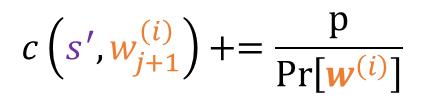 c (s′, w_{j+1}^{(i)}) += p / Pr[w^{(i)}]